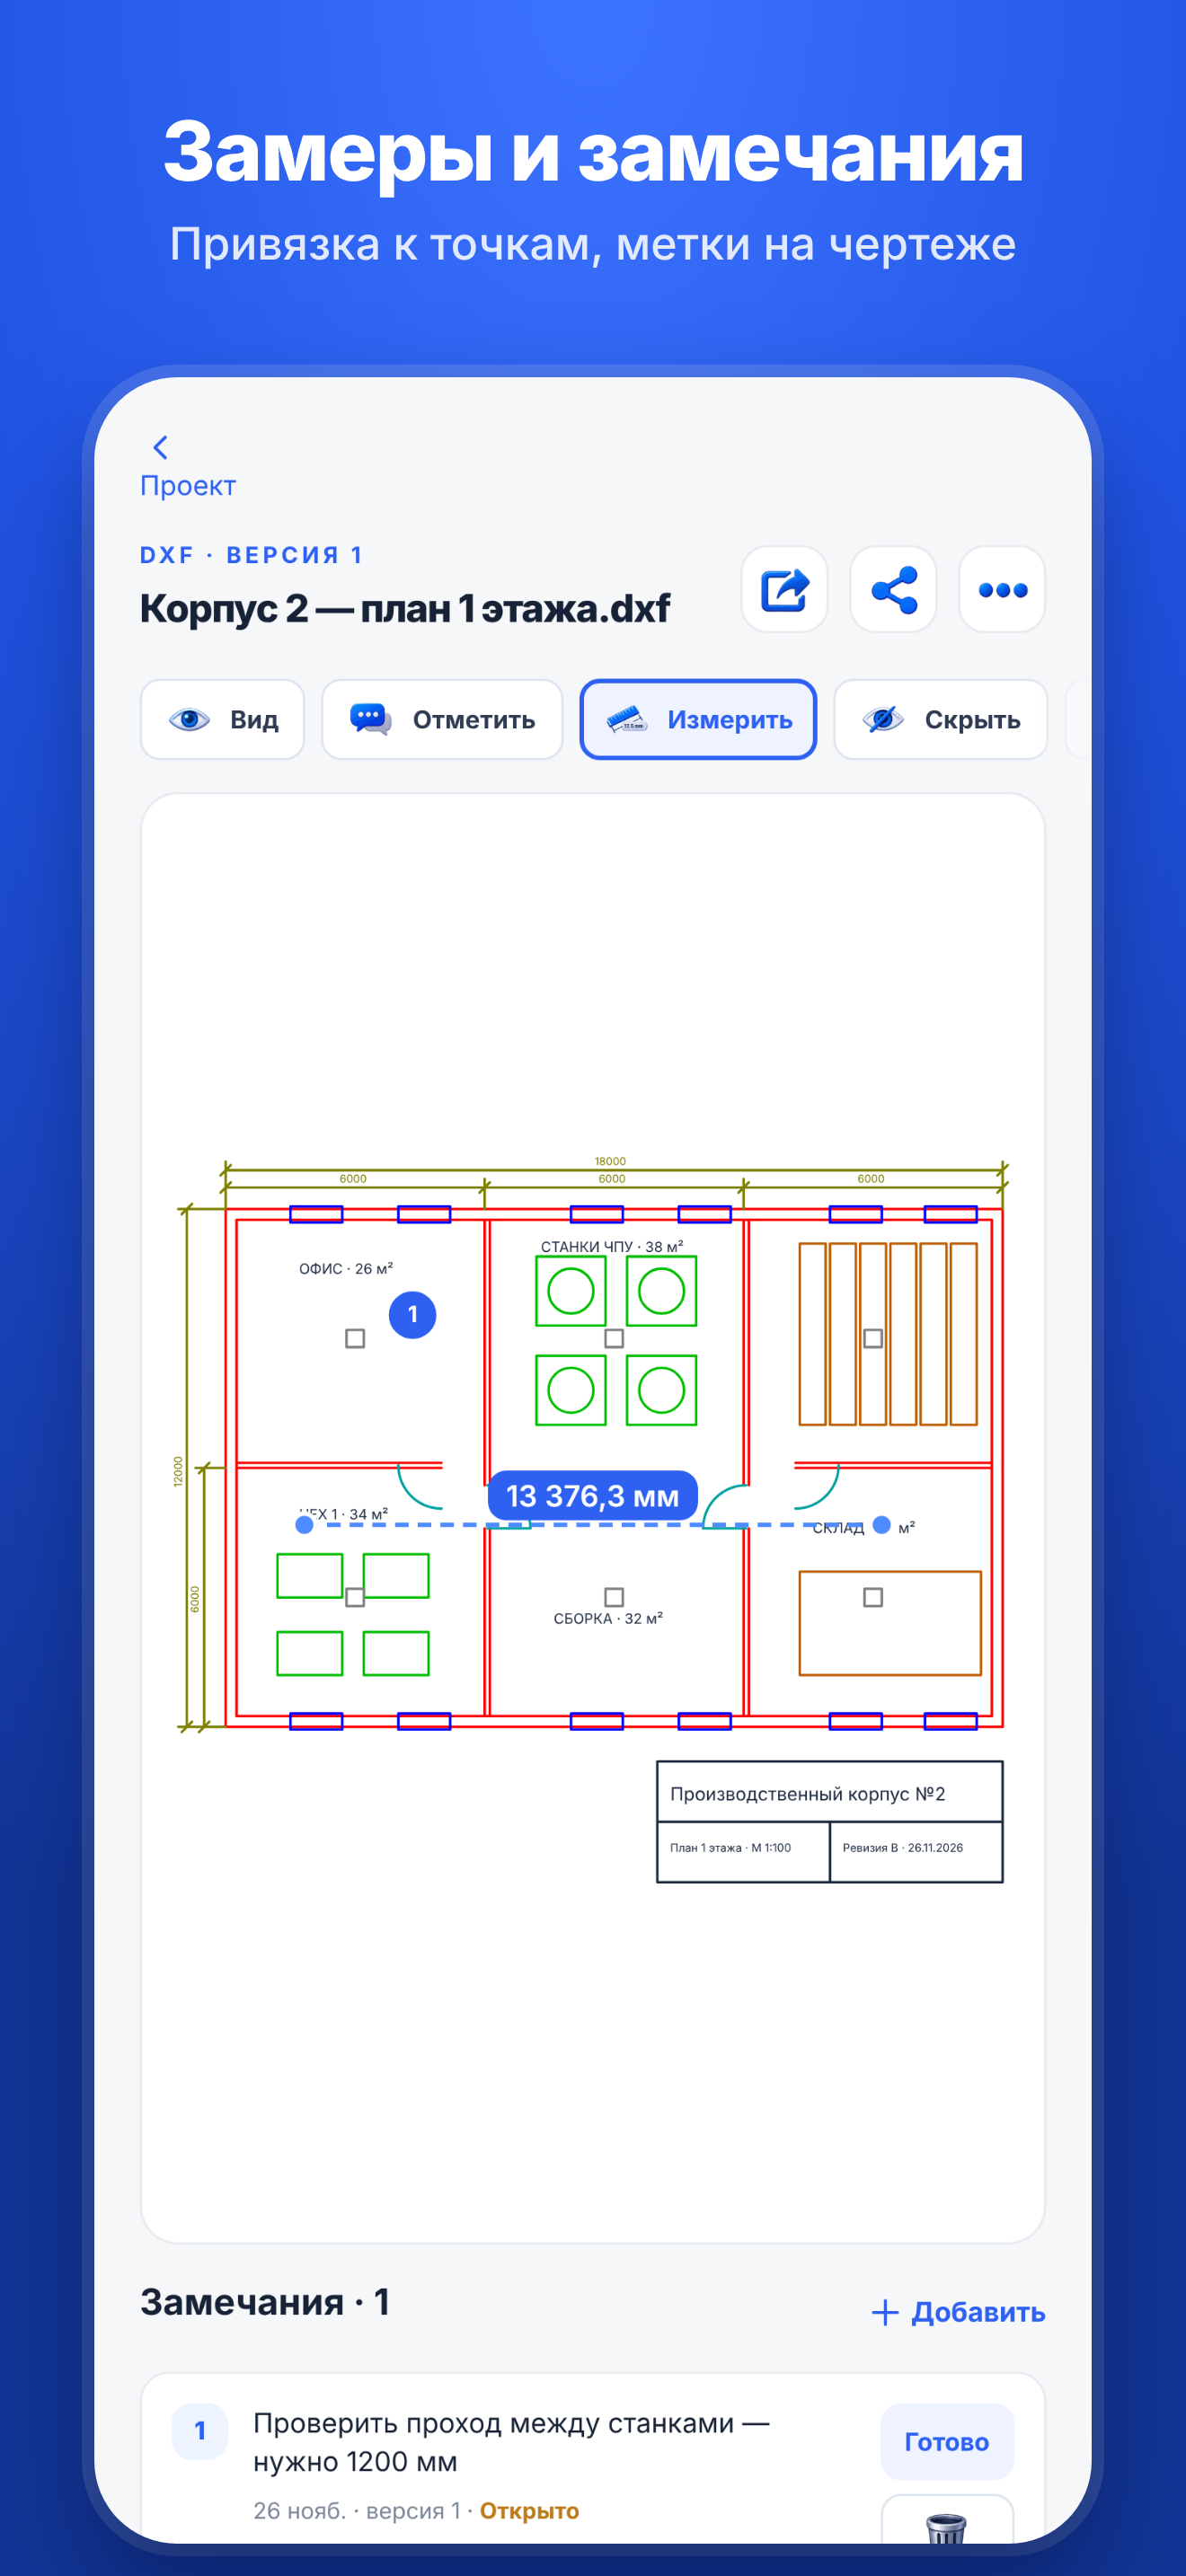 Замеры и замечания
Привязка к точкам, метки на чертеже
Проект
DXF · ВЕРСИЯ 1
Корпус 2 — план 1 этажа.dxf
Вид
Отметить
Измерить
Скрыть
18000
6000
6000
6000
СТАНКИ ЧПУ · 38 м²
ОФИС · 26 м²
1
12000
13 376,3 мм
1 · 34 м²
СКЛАД
м²
6000
СБОРКА · 32 м²
Производственный корпус №2
План 1 этажа · М 1:100
Ревизия В · 26.11.2026
Замечания · 1
Добавить
1
Проверить проход между станками —
нужно 1200 мм
Готово
26 нояб. · версия 1 · Открыто